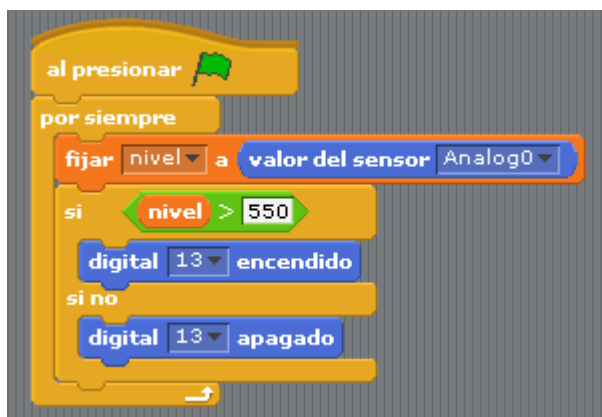 al presionar
por siempre
fijar nivel a valor del sensor Analog0
si nivel > 550
digital 13 encendido
si no
digital 13 apagado